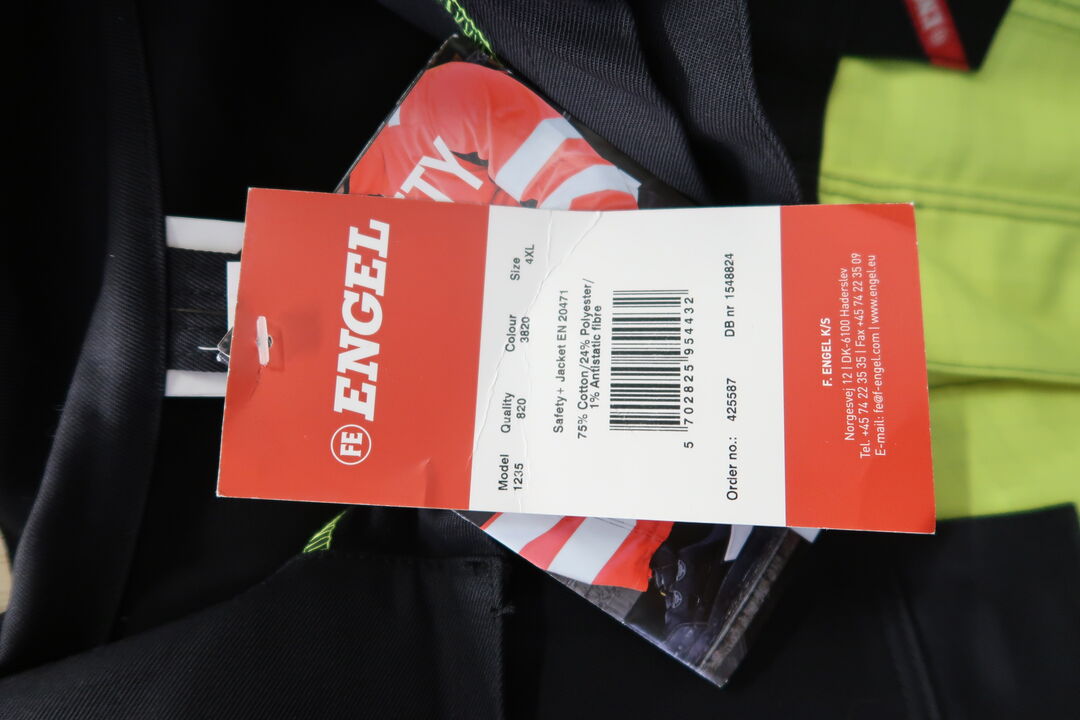 FE ENGEL
Model Quality Colour Size
1235 820 3820 4XL
Safety+ Jacket EN 20471
75% Cotton/24% Polyester/
1% Antistatic fibre
5 702825 954432
Order no.: 425587 DB nr 1548824
F. ENGEL K/S
Norgesvej 12 | DK-6100 Haderslev
Tel. +45 74 22 35 35 | Fax +45 74 22 35 09
E-mail: fe@f-engel.com | www.engel.eu